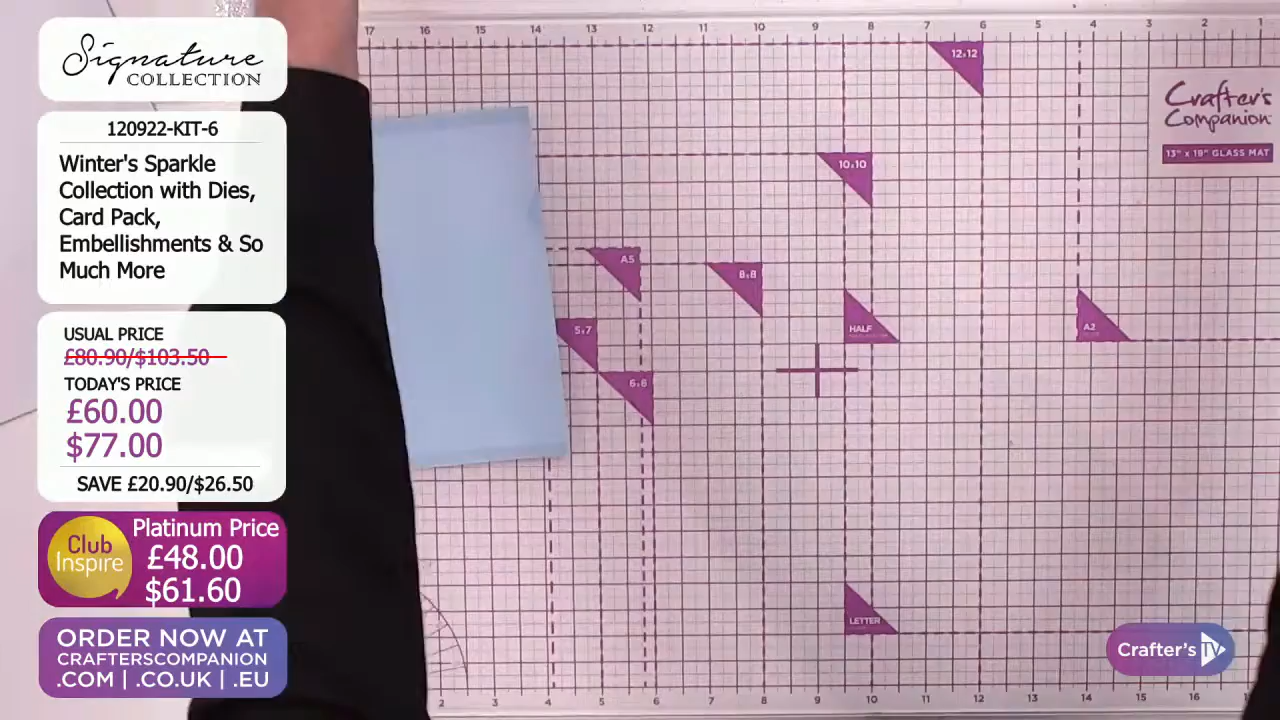 Signature
COLLECTION
120922-KIT-6
Winter's Sparkle
Collection with Dies,
Card Pack,
Embellishments & So
Much More
USUAL PRICE
£80.90/$103.50
TODAY'S PRICE
£60.00
$77.00
SAVE £20.90/$26.50
Club
Inspire
Platinum Price
£48.00
$61.60
ORDER NOW AT
CRAFTERSCOMPANION
.COM | .CO.UK | .EU
17 16 15 14 13 12 11 10 9 8 7 6 5 4 3 2 1
12x12
10x10
A5
8x8
5x7
HALF
A2
6x6
LETTER
Crafter's
Companion
13" x 19" GLASS MAT
Crafter's TV
2 3 4 5 6 7 8 9 10 11 12 13 14 15 16